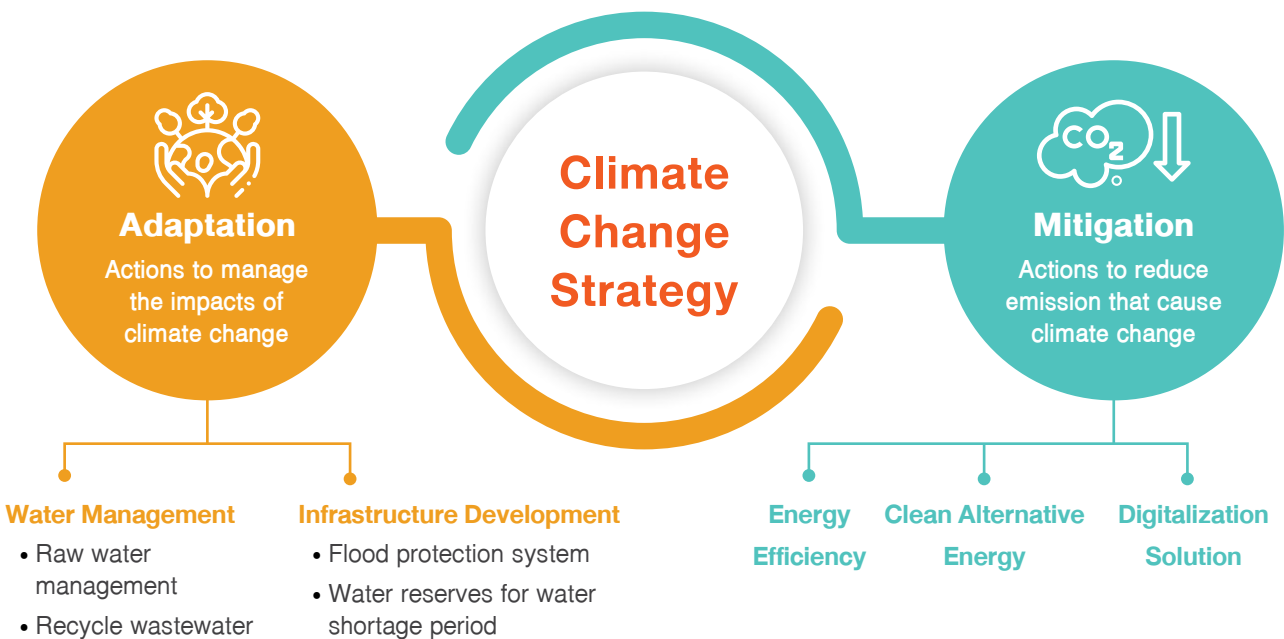 Climate
Change
Strategy
Adaptation
Actions to manage
the impacts of
climate change
Water Management
• Raw water
management
• Recycle wastewater
Infrastructure Development
• Flood protection system
• Water reserves for water
shortage period
CO2
Mitigation
Actions to reduce
emission that cause
climate change
Energy
Efficiency
Clean Alternative
Energy
Digitalization
Solution